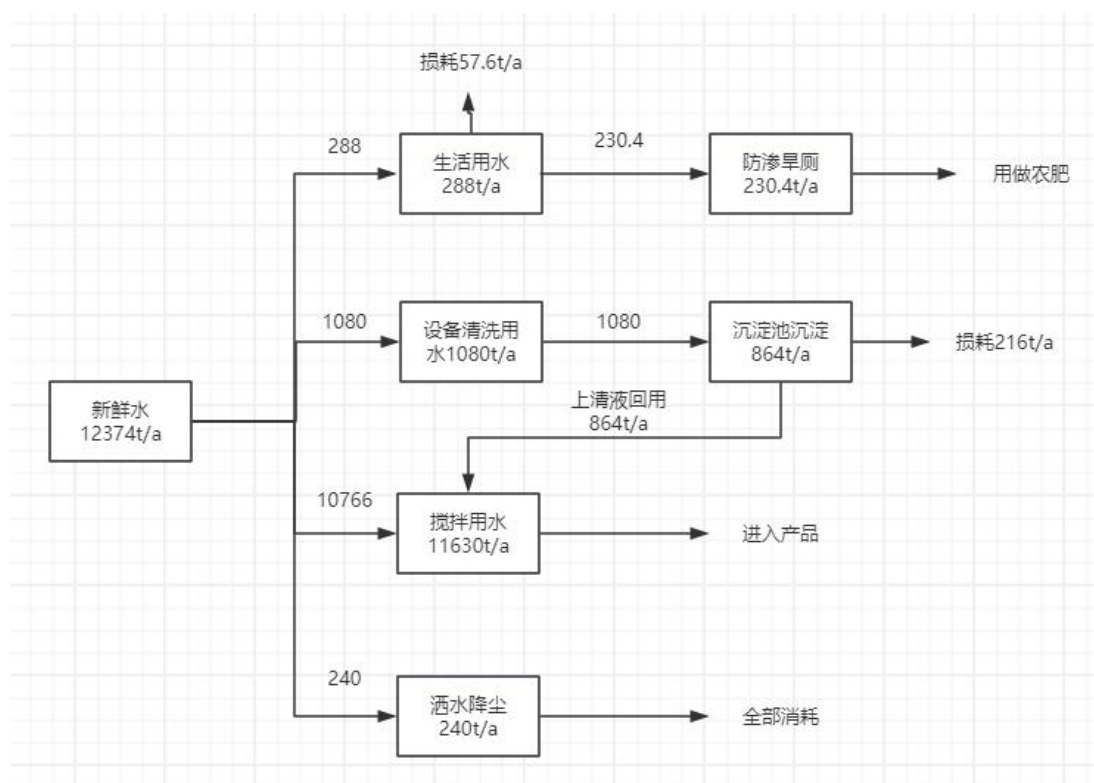 损耗57.6t/a
288
生活用水
288t/a
230.4
防渗旱厕
230.4t/a
用做农肥
1080
设备清洗用
水1080t/a
1080
沉淀池沉淀
864t/a
损耗216t/a
新鲜水
12374t/a
上清液回用
864t/a
10766
搅拌用水
11630t/a
进入产品
240
洒水降尘
240t/a
全部消耗